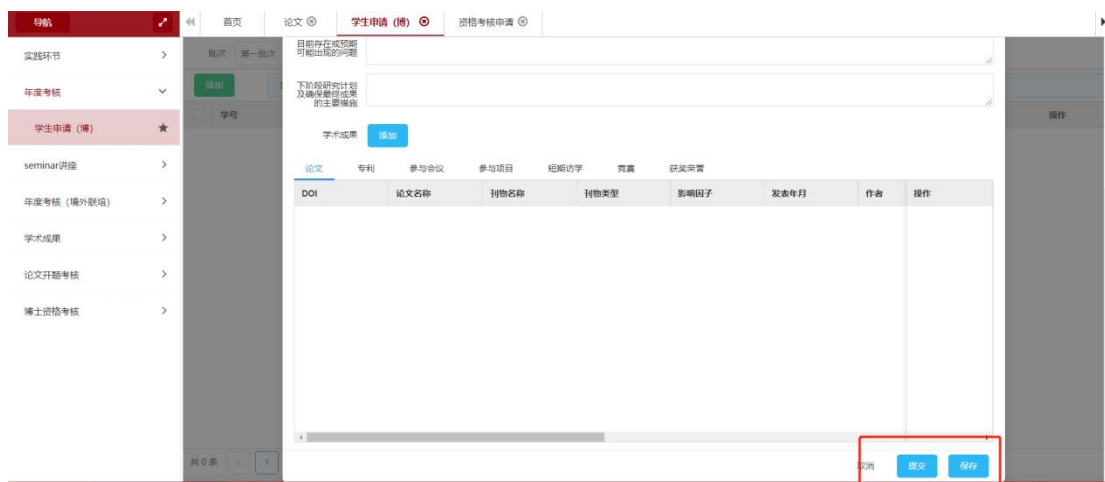 导航
首页
论文
学生申请（博）
资格考核申请
实践环节
年度考核
学生申请（博）
seminar讲座
年度考核（境外联培）
学术成果
论文开题考核
博士资格考核
批次 第一批次
添加
学号
操作
目前存在或预期
可能出现的问题
下阶段研究计划
及确保最终成果
的主要措施
学术成果 添加
论文 专利 参与会议 参与项目 短期访学 竞赛 获奖荣誉
DOI 论文名称 刊物名称 刊物类型 影响因子 发表年月 作者 操作
共 0 条 1
取消 提交 保存